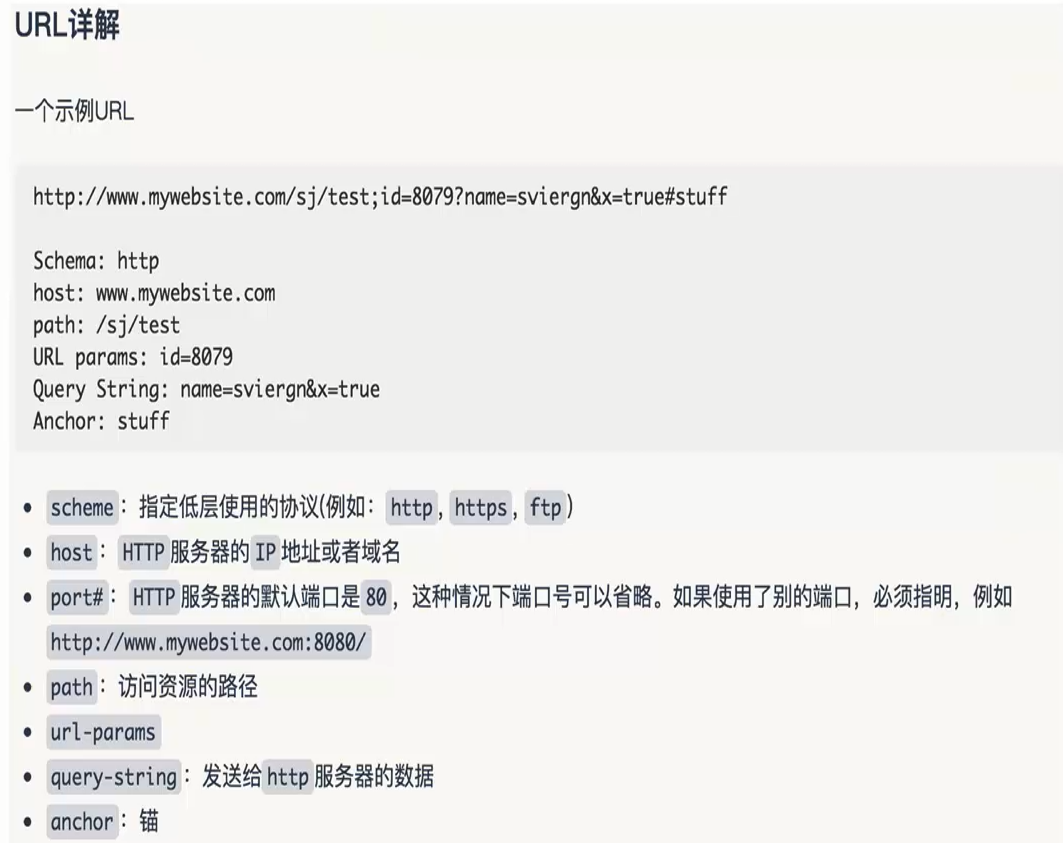 URL详解
一个示例URL
http://www.mywebsite.com/sj/test;id=8079?name=sviergn&x=true#stuff
Schema: http
host: www.mywebsite.com
path: /sj/test
URL params: id=8079
Query String: name=sviergn&x=true
Anchor: stuff
• scheme：指定低层使用的协议(例如：http, https, ftp)
• host：HTTP服务器的IP地址或者域名
• port#：HTTP服务器的默认端口是80，这种情况下端口号可以省略。如果使用了别的端口，必须指明，例如
http://www.mywebsite.com:8080/
• path：访问资源的路径
• url-params
• query-string：发送给http服务器的数据
• anchor：锚